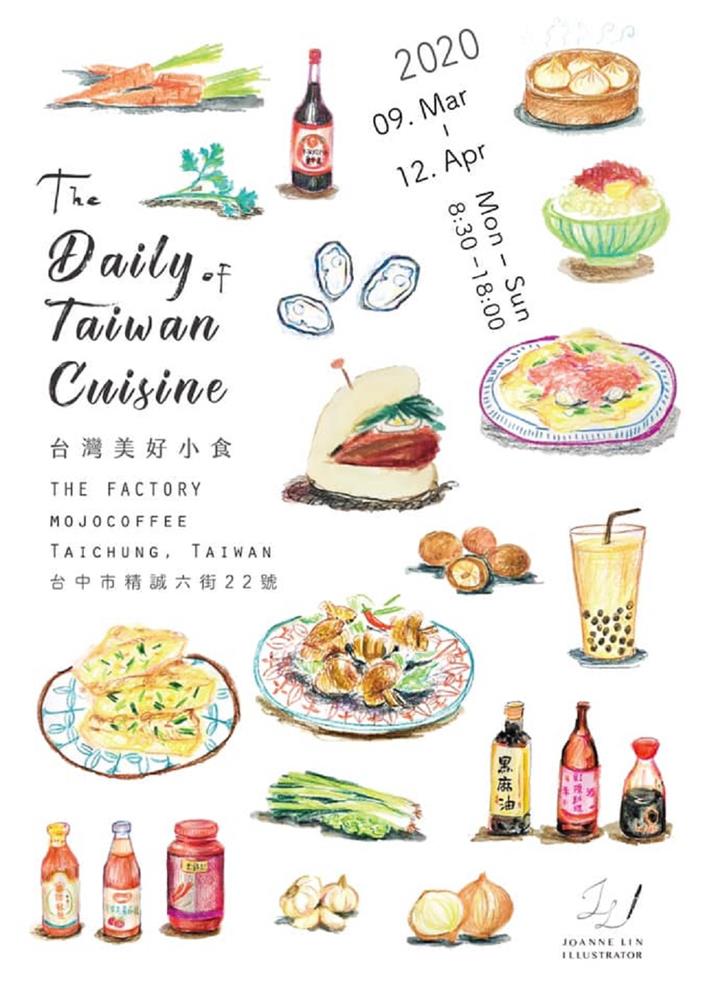 2020
09. Mar
-
12. Apr
Mon - Sun
8:30 - 18:00
The
Daily of
Taiwan
Cuisine
台灣美好小食
THE FACTORY
MOJOCOFFEE
TAICHUNG, TAIWAN
台中市精誠六街22號
黑麻油
JOANNE LIN
ILLUSTRATOR